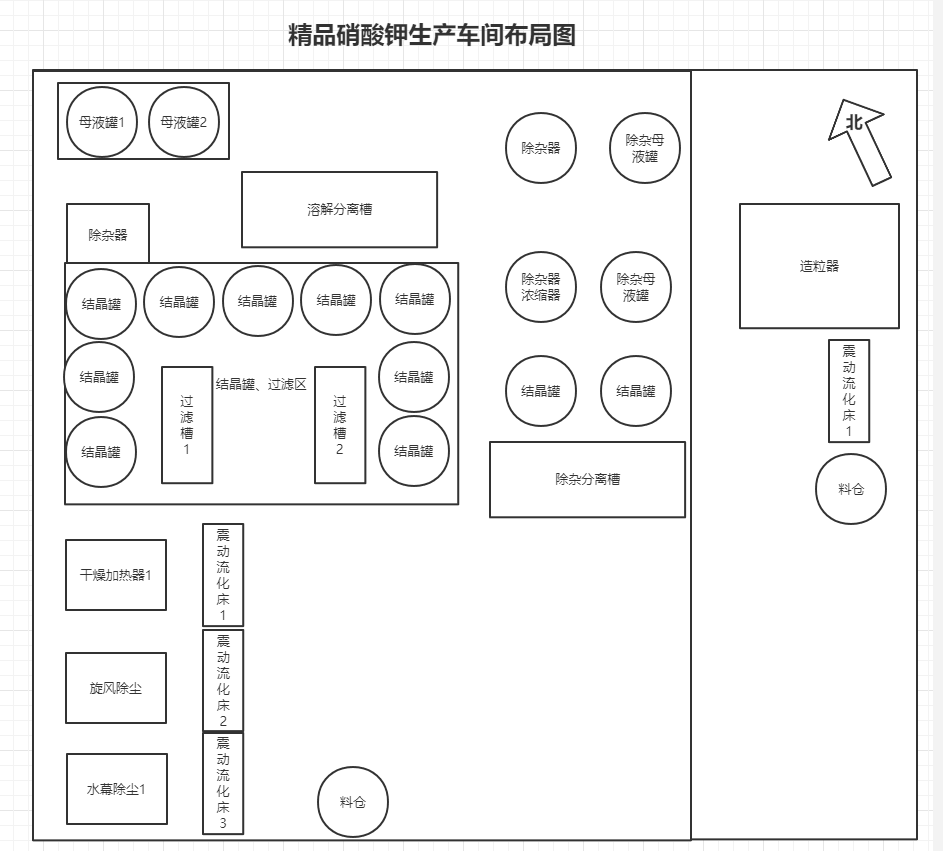 精品硝酸钾生产车间布局图
母液罐1
母液罐2
除杂器
除杂母
液罐
北
溶解分离槽
除杂器
造粒器
结晶罐
结晶罐
结晶罐
结晶罐
结晶罐
除杂器
浓缩器
除杂母
液罐
结晶罐
过滤槽1
结晶罐、过滤区
过滤槽2
结晶罐
结晶罐
结晶罐
震动流化床1
结晶罐
结晶罐
除杂分离槽
料仓
干燥加热器1
震动流化床1
旋风除尘
震动流化床2
水幕除尘1
震动流化床3
料仓